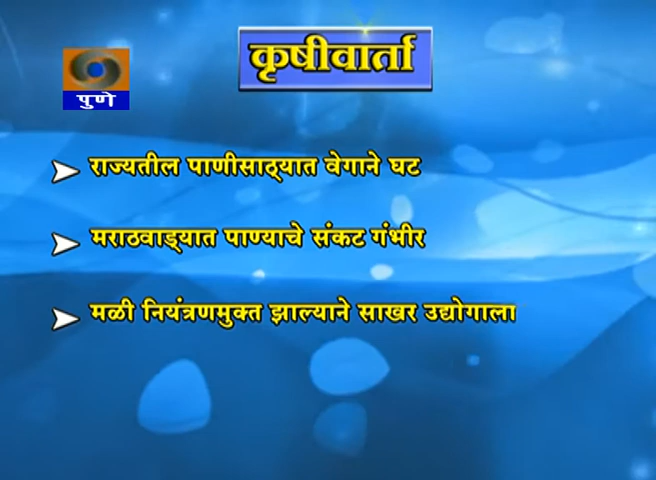 कृषीवार्ता
पुणे
राज्यतील पाणीसाठ्यात वेगाने घट
मराठवाड्यात पाण्याचे संकट गंभीर
मळी नियंत्रणमुक्त झाल्याने साखर उद्योगाला